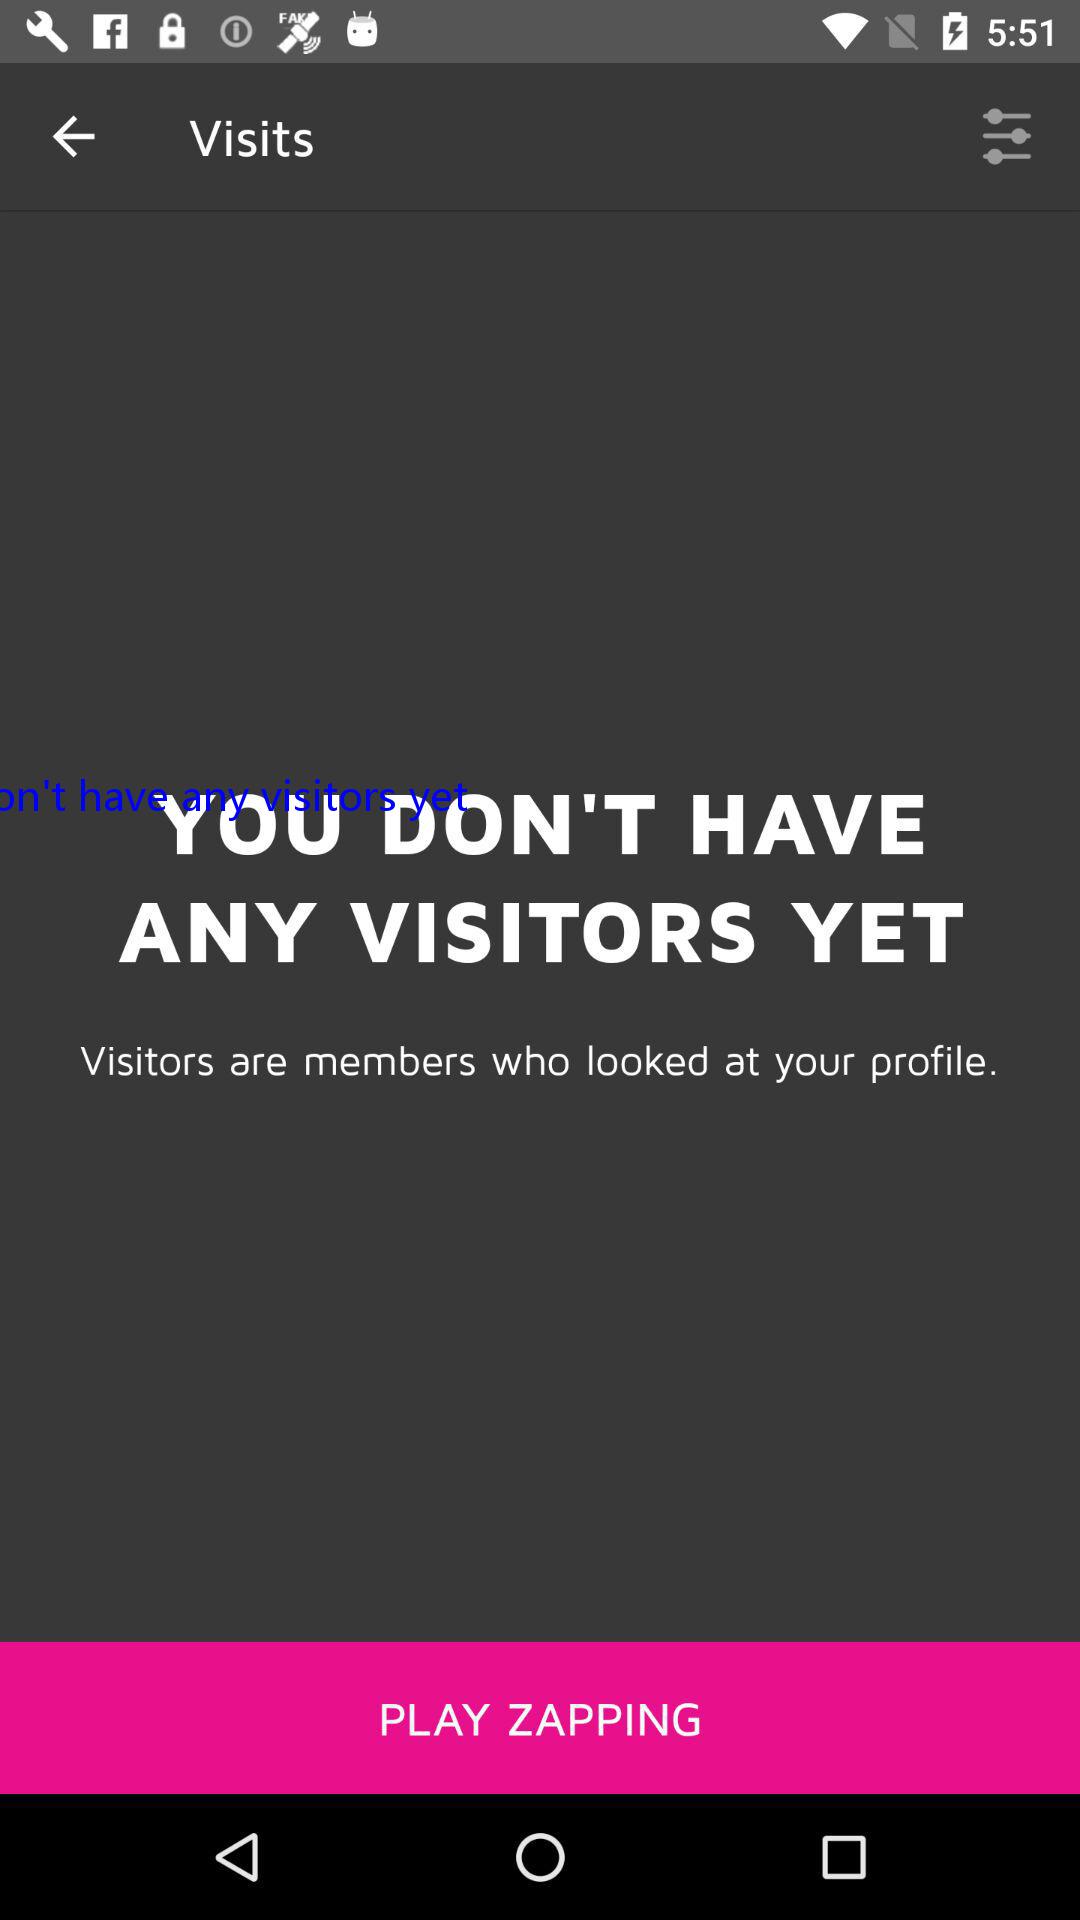 FAKE
5:51
Visits
on't have any visitors yet
YOU DON'T HAVE
ANY VISITORS YET
Visitors are members who looked at your profile.
PLAY ZAPPING